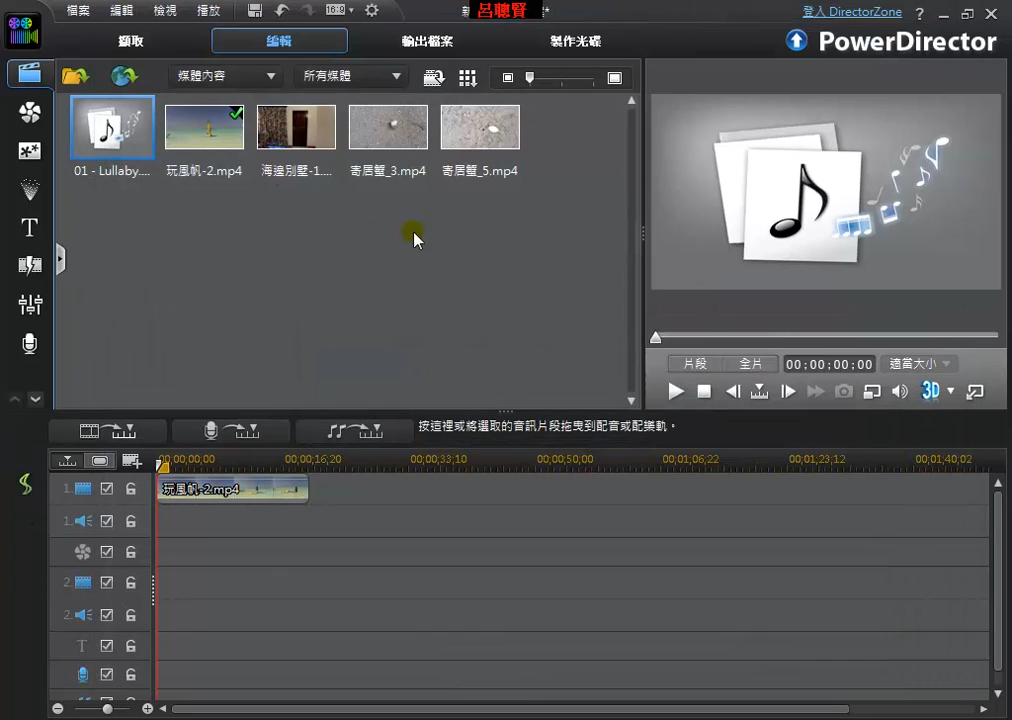 檔案 編輯 檢視 播放 16:9 呂聰賢 登入 DirectorZone ?
擷取 編輯 輸出檔案 製作光碟 PowerDirector
媒體內容 所有媒體
01 - Lullaby.... 玩風帆-2.mp4 海邊別墅-1.... 寄居蟹_3.mp4 寄居蟹_5.mp4
T
片段 全片 00;00;00;00 適當大小
3D
按這裡或將選取的音訊片段拖曳到配音或配樂軌。
00;00;00;00 00;00;16;20 00;00;33;10 00;00;50;00 00;01;06;22 00;01;23;12 00;01;40;02
1. 玩風帆-2.mp4
1.
2.
2.
T